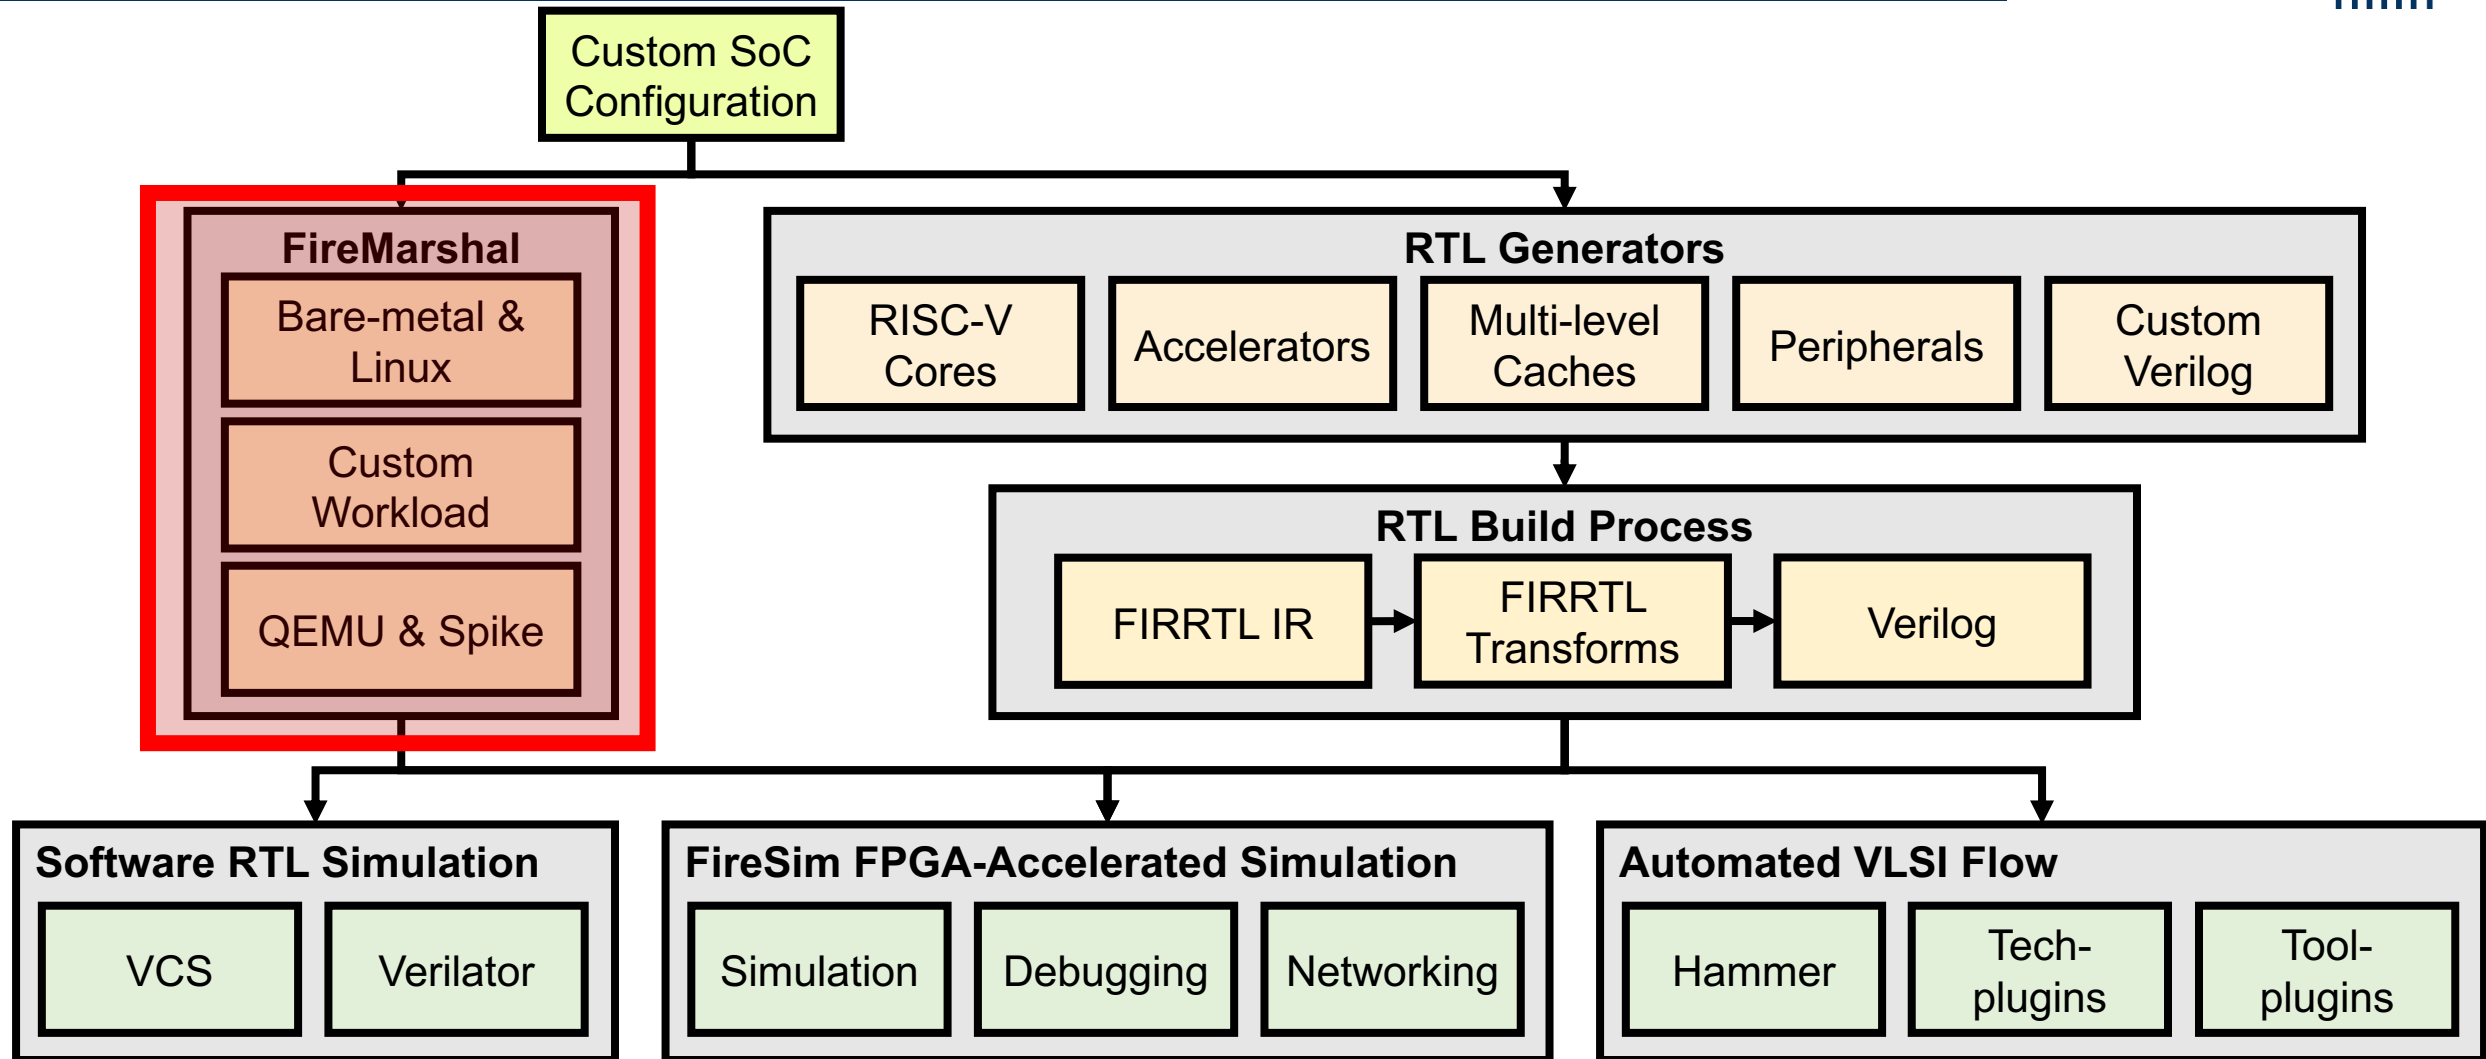 Custom SoC
Configuration
FireMarshal
Bare-metal &
Linux
Custom
Workload
QEMU & Spike
RTL Generators
RISC-V
Cores
Accelerators
Multi-level
Caches
Peripherals
Custom
Verilog
RTL Build Process
FIRRTL IR
FIRRTL
Transforms
Verilog
Software RTL Simulation
VCS
Verilator
FireSim FPGA-Accelerated Simulation
Simulation
Debugging
Networking
Automated VLSI Flow
Hammer
Tech-
plugins
Tool-
plugins